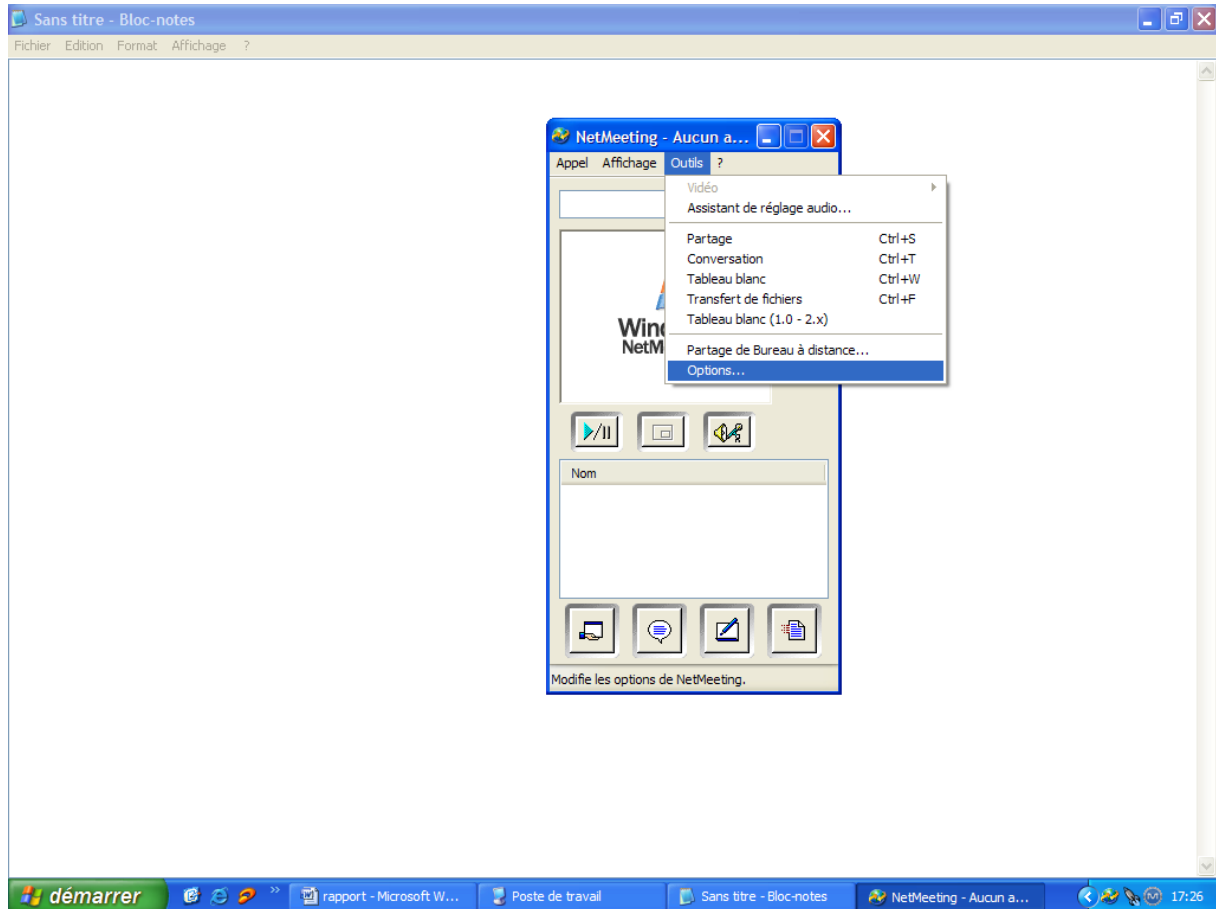 Sans titre - Bloc-notes
Fichier Edition Format Affichage ?
NetMeeting - Aucun a...
Appel Affichage Outils ?
Vidéo
Assistant de réglage audio...
Partage Ctrl+S
Conversation Ctrl+T
Tableau blanc Ctrl+W
Transfert de fichiers Ctrl+F
Tableau blanc (1.0 - 2.x)
Partage de Bureau à distance...
Options...
Win
NetM
Nom
Modifie les options de NetMeeting.
démarrer » rapport - Microsoft W... Poste de travail Sans titre - Bloc-notes NetMeeting - Aucun a... 17:26